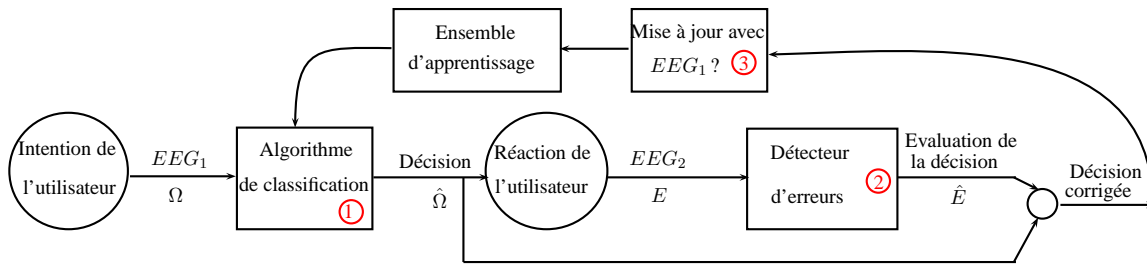 Ensemble
d'apprentissage
Mise à jour avec
EEG₁ ? 3
Intention de
l'utilisateur
EEG₁
Ω
Algorithme
de classification
1
Décision
Ω̂
Réaction de
l'utilisateur
EEG₂
E
Détecteur
d'erreurs
2
Evaluation de
la décision
Ê
Décision
corrigée